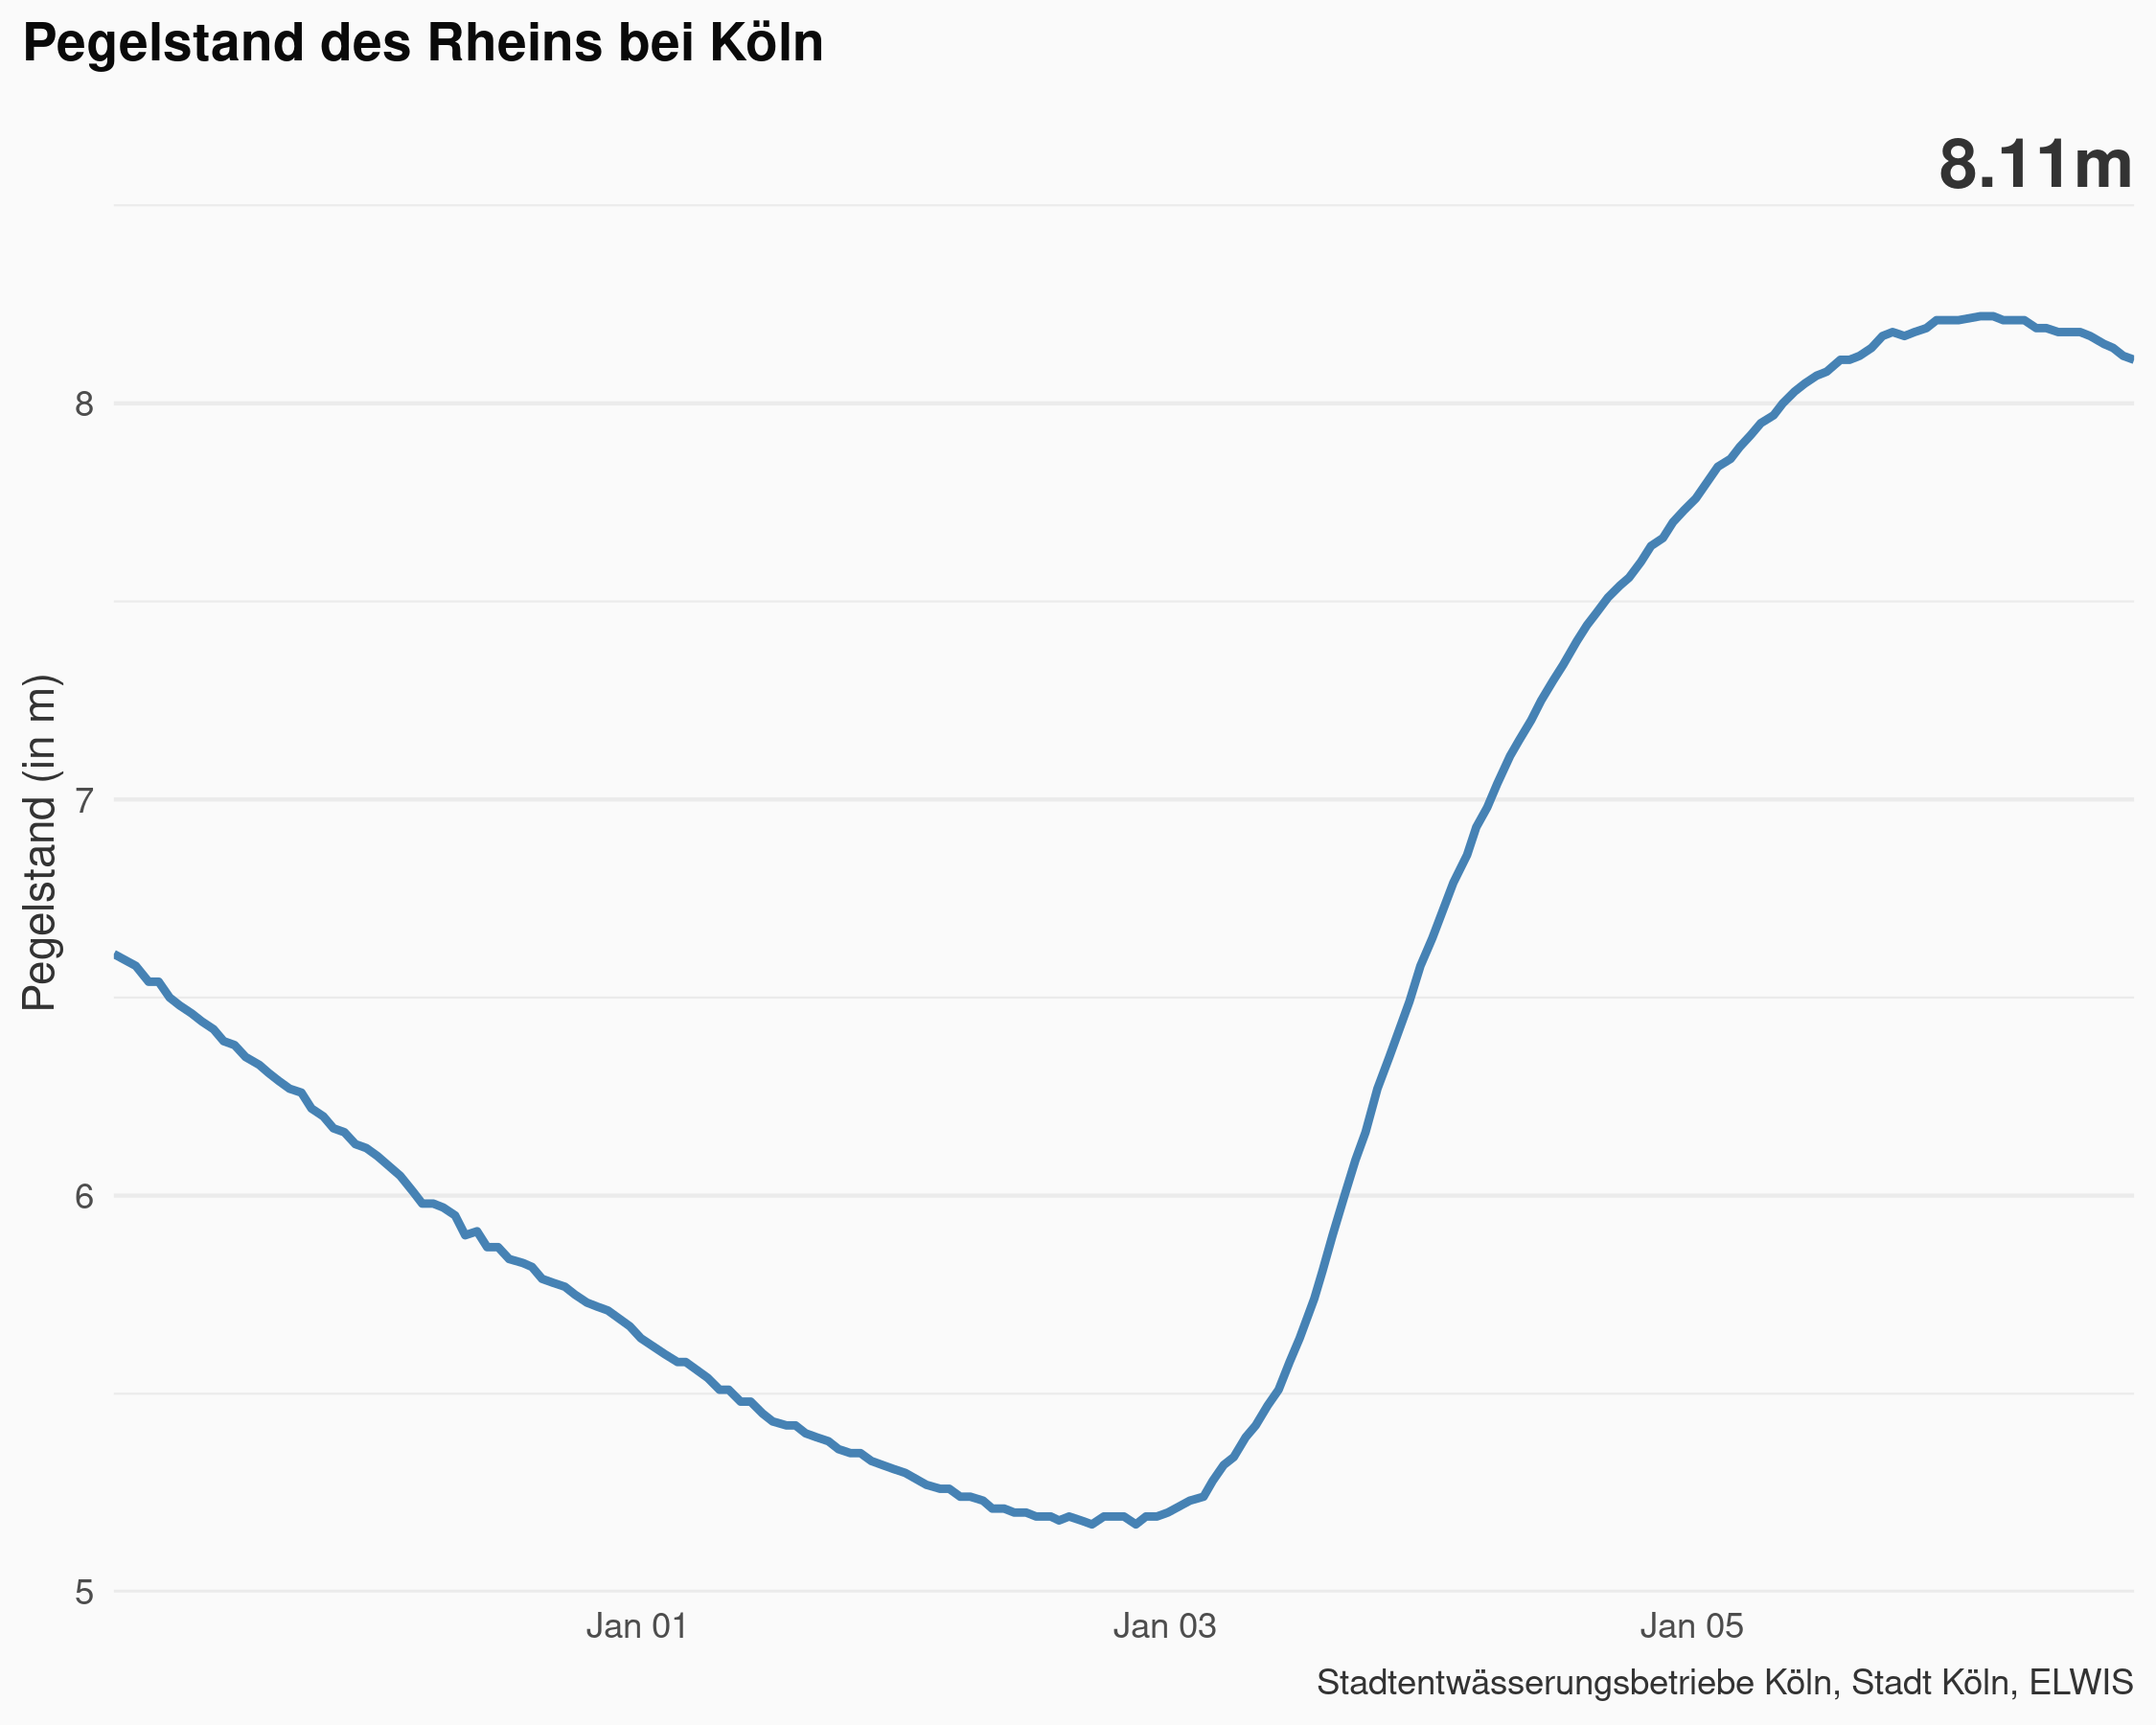 Pegelstand des Rheins bei Köln
8.11m
Pegelstand (in m)
8
7
6
5
Jan 01
Jan 03
Jan 05
Stadtentwässerungsbetriebe Köln, Stadt Köln, ELWIS